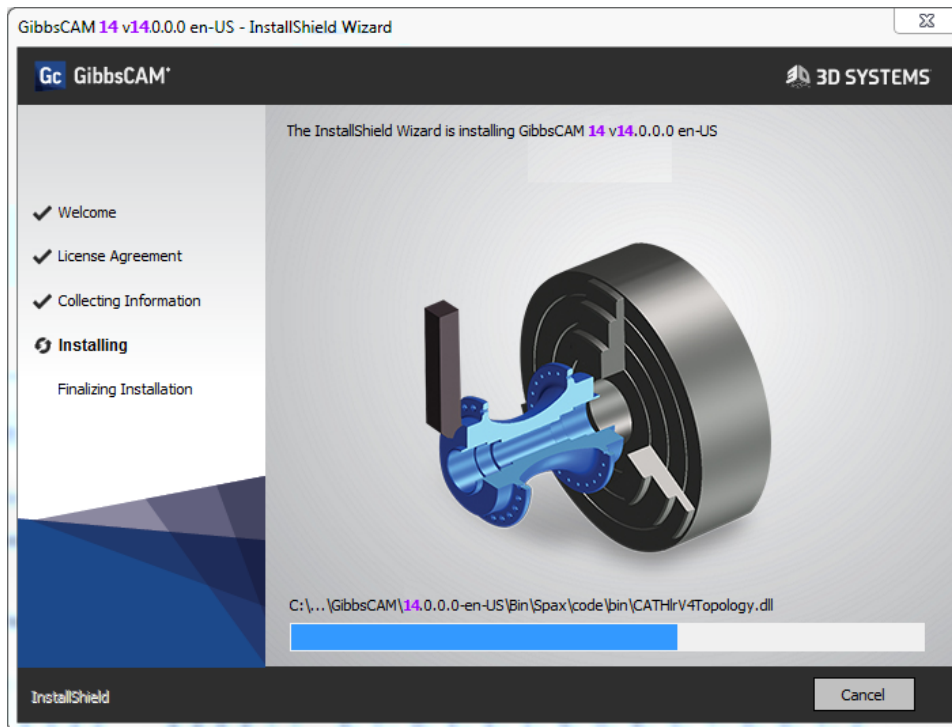 GibbsCAM 14 v14.0.0.0 en-US - InstallShield Wizard
Gc GibbsCAM
3D SYSTEMS
The InstallShield Wizard is installing GibbsCAM 14 v14.0.0.0 en-US
Welcome
License Agreement
Collecting Information
Installing
Finalizing Installation
C:\...\GibbsCAM\14.0.0.0-en-US\Bin\Spax\code\bin\CATHlrV4Topology.dll
InstallShield
Cancel